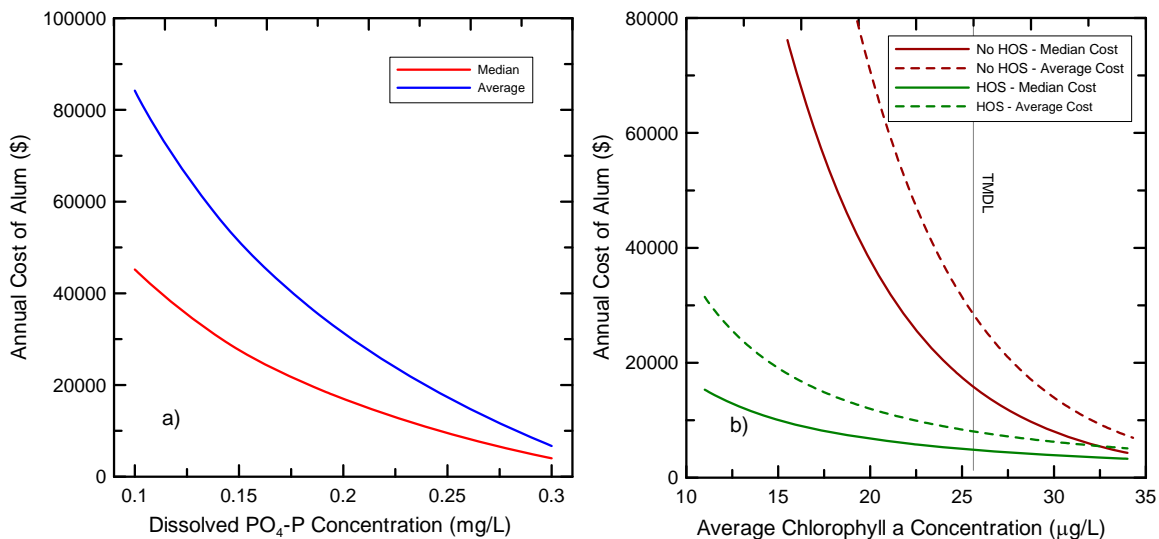 100000
80000
60000
40000
20000
0
Annual Cost of Alum ($)
Median
Average
a)
0.1
0.15
0.2
0.25
0.3
Dissolved PO₄-P Concentration (mg/L)
80000
60000
40000
20000
0
Annual Cost of Alum ($)
No HOS - Median Cost
No HOS - Average Cost
HOS - Median Cost
HOS - Average Cost
TMDL
b)
10
15
20
25
30
35
Average Chlorophyll a Concentration (μg/L)